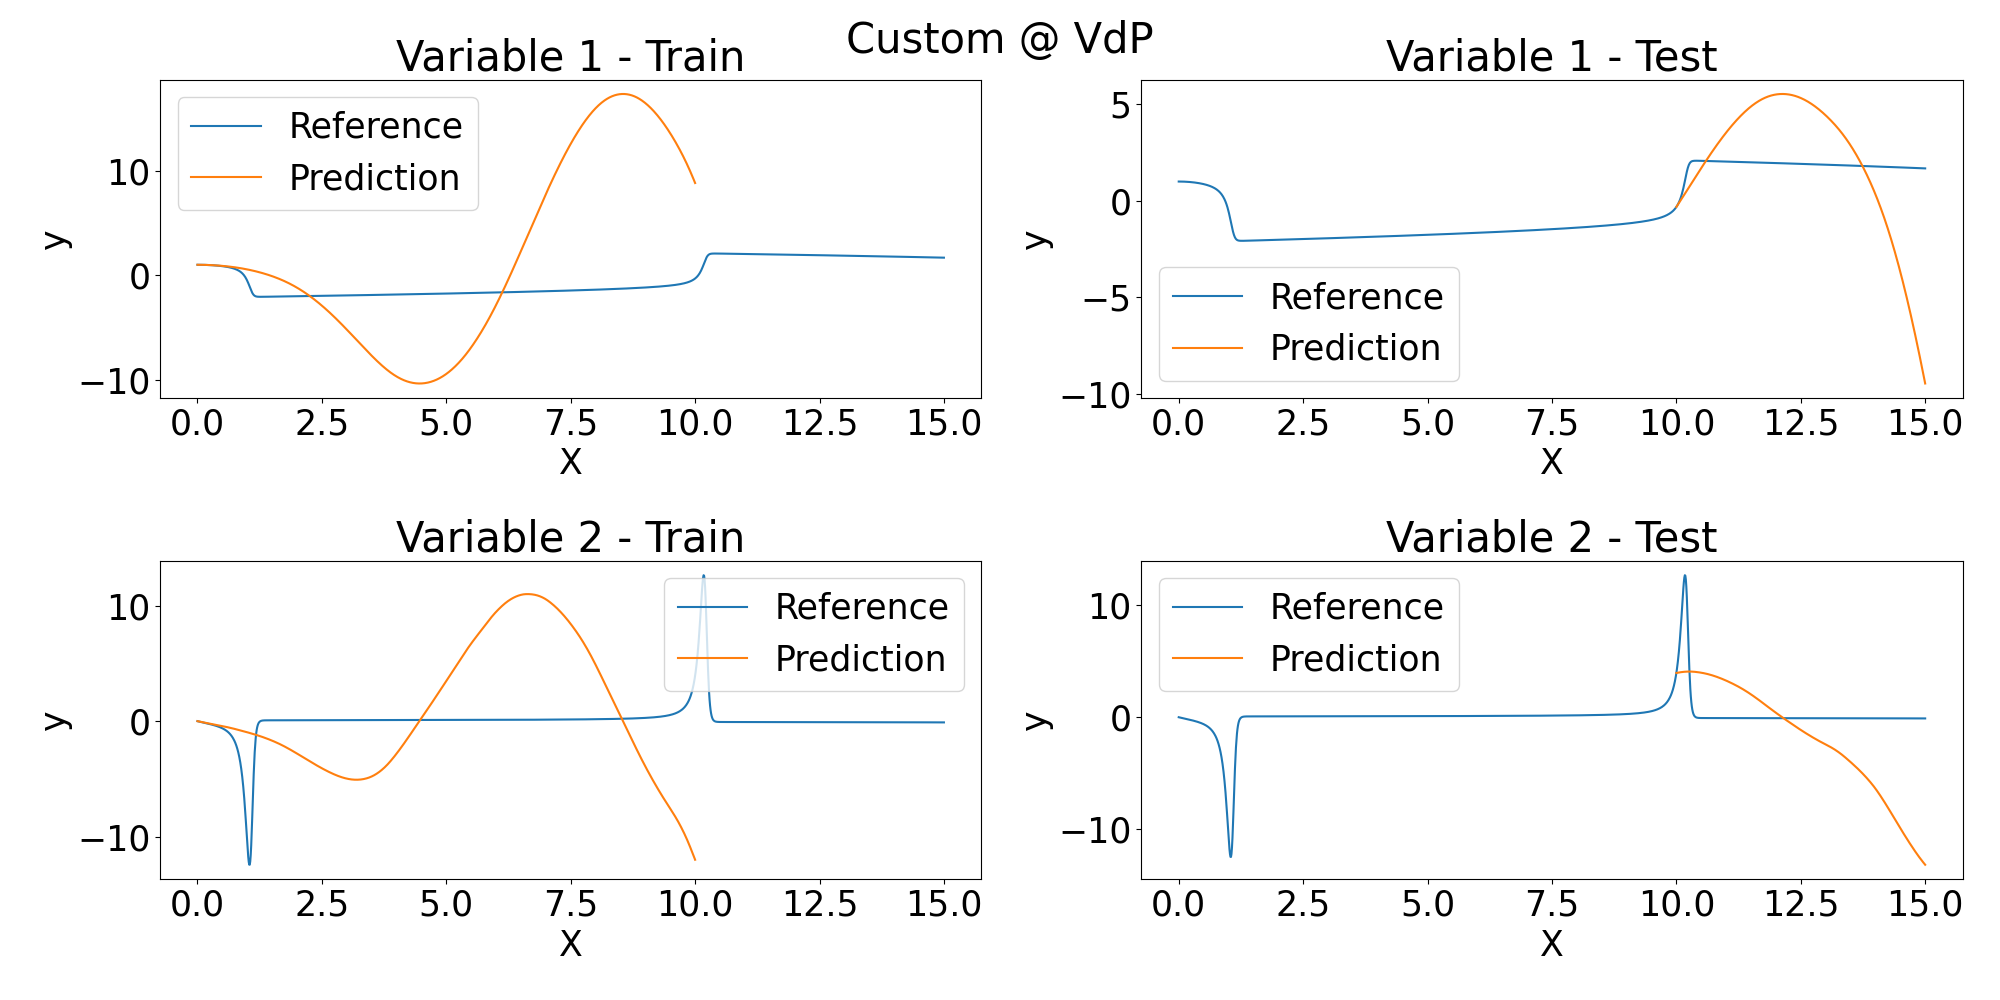 Custom @ VdP
Variable 1 - Train
Reference
Prediction
y
10
0
−10
0.0 2.5 5.0 7.5 10.0 12.5 15.0
X
Variable 1 - Test
Reference
Prediction
y
5
0
−5
−10
0.0 2.5 5.0 7.5 10.0 12.5 15.0
X
Variable 2 - Train
Reference
Prediction
y
10
0
−10
0.0 2.5 5.0 7.5 10.0 12.5 15.0
X
Variable 2 - Test
Reference
Prediction
y
10
0
−10
0.0 2.5 5.0 7.5 10.0 12.5 15.0
X